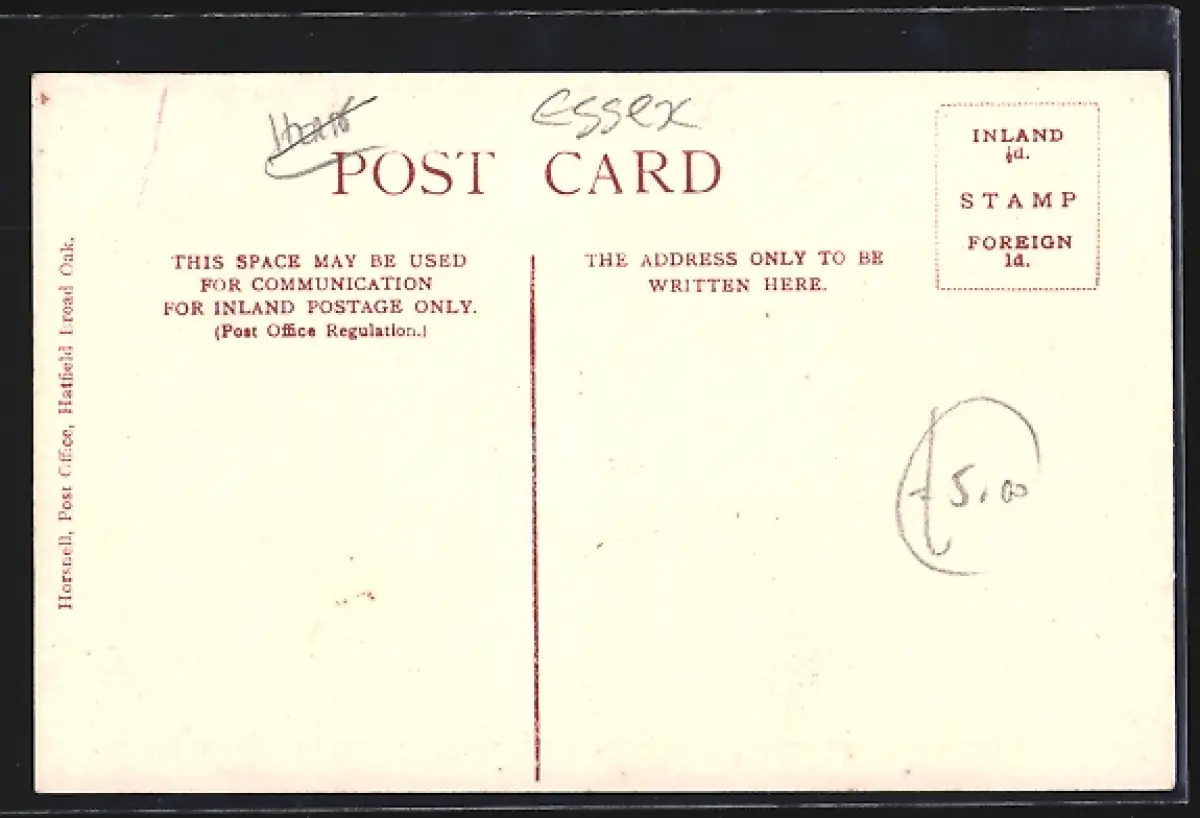 Essex
POST CARD
INLAND
½d.
STAMP
FOREIGN
1d.
THIS SPACE MAY BE USED
FOR COMMUNICATION
FOR INLAND POSTAGE ONLY.
(Post Office Regulation.)
THE ADDRESS ONLY TO BE
WRITTEN HERE.
Horsnell, Post Office, Hatfield Broad Oak.
£5.00